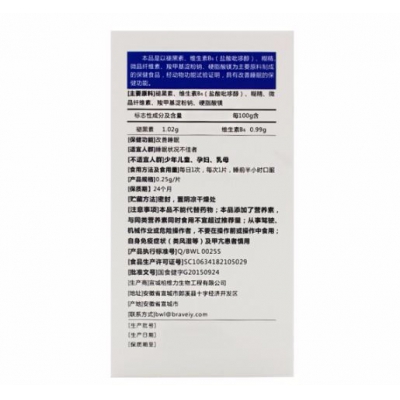 本品是以褪黑素、维生素B₆（盐酸吡哆醇）、糊精、
微晶纤维素、羧甲基淀粉钠、硬脂酸镁为主要原料制成
的保健食品，经动物功能试验证明，具有改善睡眠的保
健功能。
[主要原料]褪黑素、维生素B₆（盐酸吡哆醇）、糊精、微
晶纤维素、羧甲基淀粉钠、硬脂酸镁
标志性成分及含量 每100g含
褪黑素 1.02g 维生素B₆ 0.99g
[保健功能]改善睡眠
[适宜人群]睡眠状况不佳者
[不适宜人群]少年儿童、孕妇、乳母
[食用方法及食用量]每日1次，每次1片，睡前半小时口服
[产品规格]0.25g/片
[保质期]24个月
[贮藏方法]密封，置阴凉干燥处
[注意事项]本品不能代替药物；本品添加了营养素，
与同类营养素同时食用不宜超过推荐量；从事驾驶、
机械作业或危险操作者，不要在操作前或操作中食用；
自身免疫症状（类风湿等）及甲亢患者慎用
[产品执行标准号]Q/BWL 0025S
[食品生产许可证号]SC10634182105029
[批准文号]国食健字G20150924
[生产厂商]宣城柏维力生物工程有限公司
[地址]安徽省宣城市郎溪县十字经济开发区
[产地]安徽省宣城市
[联系方式]bwl@bravely.com
[生产批号]
[生产日期]
[保质期至]